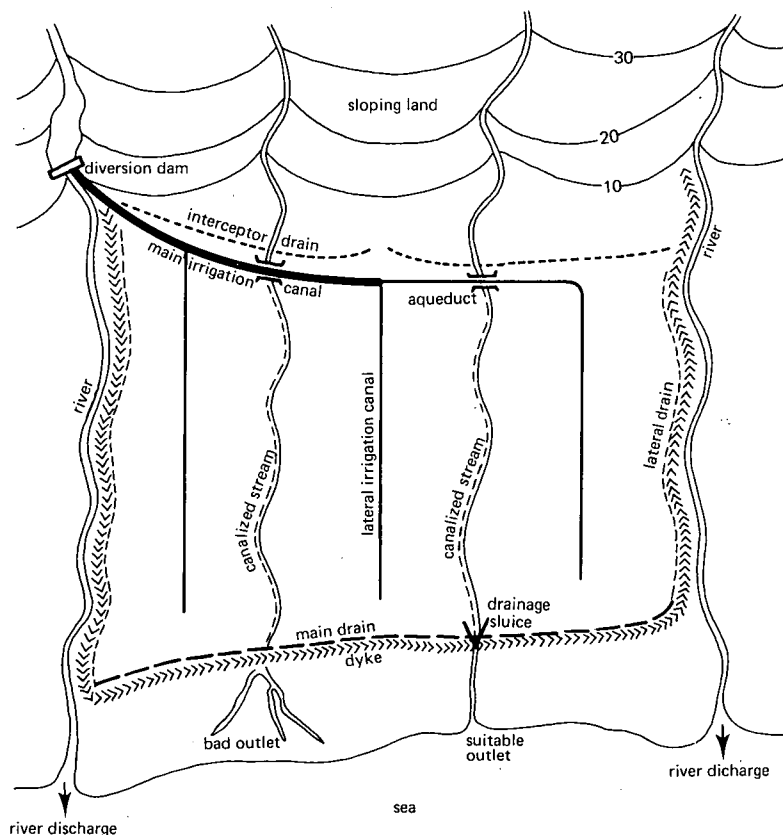 30
sloping land
20
diversion dam
10
interceptor drain
main irrigation canal
river
aqueduct
river
lateral irrigation canal
lateral drain
canalized stream
canalized stream
drainage
sluice
main drain
dyke
bad outlet
suitable
outlet
river dicharge
sea
river discharge